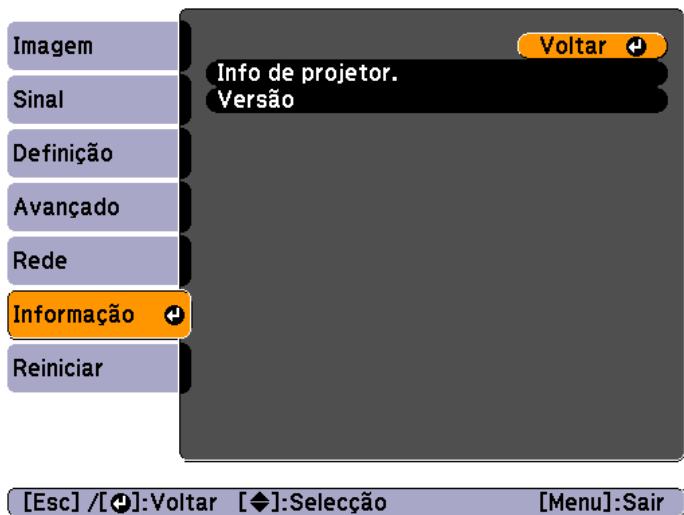 Imagem
Sinal
Definição
Avançado
Rede
Informação
Reiniciar
Voltar
Info de projetor.
Versão
[Esc] /[⏎]:Voltar [◆]:Selecção [Menu]:Sair